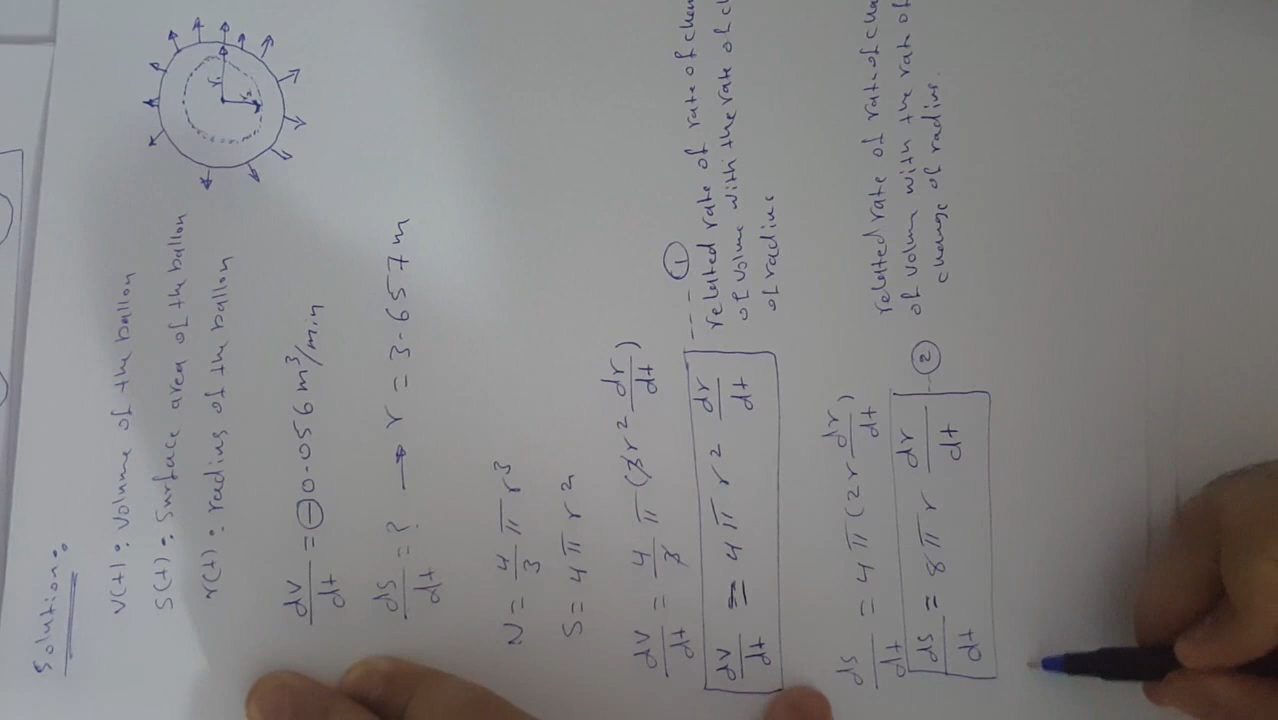 Solution:
V(t): Volume of the ballon
S(t): Surface area of the ballon
r(t): radius of the ballon
r₁
r₂
dV/dt = ⊖0.056 m³/min
ds/dt = ? → r = 3.657 m
V = 4/3 π r³
S = 4 π r²
dV/dt = 4/3 π (3r² dr/dt)
dV/dt = 4 π r² dr/dt --- ①
related rate of rate of
of volume with the rate of
of radius
ds/dt = 4 π (2r dr/dt)
ds/dt = 8 π r dr/dt -- ②
related rate of rate of
of volume with the rate of
change of radius.